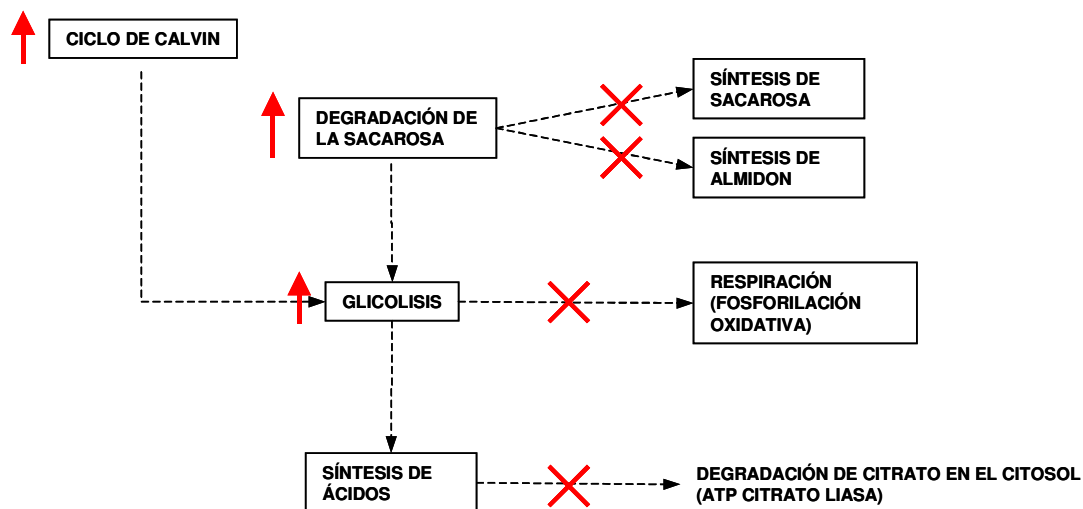 CICLO DE CALVIN
DEGRADACIÓN DE
LA SACAROSA
SÍNTESIS DE
SACAROSA
SÍNTESIS DE
ALMIDON
GLICOLISIS
RESPIRACIÓN
(FOSFORILACIÓN
OXIDATIVA)
SÍNTESIS DE
ÁCIDOS
DEGRADACIÓN DE CITRATO EN EL CITOSOL
(ATP CITRATO LIASA)